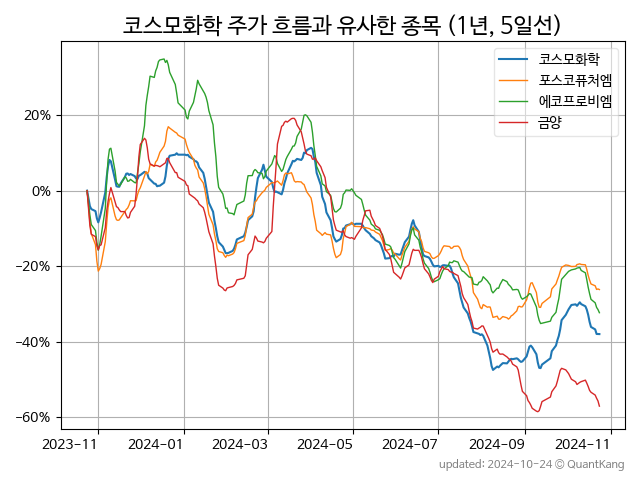 코스모화학 주가 흐름과 유사한 종목 (1년, 5일선)
코스모화학
포스코퓨처엠
에코프로비엠
금양
20%
0%
−20%
−40%
−60%
2023-11 2024-01 2024-03 2024-05 2024-07 2024-09 2024-11
updated: 2024-10-24 © QuantKang